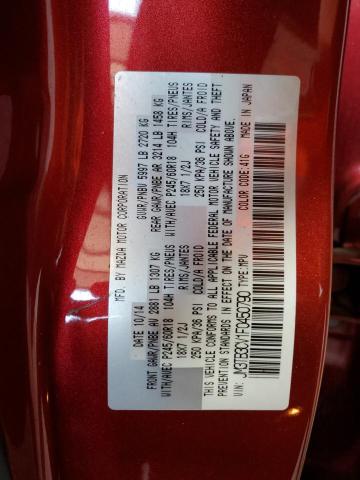 MFD. BY MAZDA MOTOR CORPORATION
DATE: 10/14 GVWR/PNBV 5997 LB 2720 KG
FRONT GAWR/PNBE AV 2881 LB 1307 KG REAR GAWR/PNBE AR 3214 LB 1458 KG
WITH/AVEC P245/60R18 104H TIRES/PNEUS WITH/AVEC P245/60R18 104H TIRES/PNEUS
18X7 1/2J RIMS/JANTES 18X7 1/2J RIMS/JANTES
250 KPA/36 PSI COLD/A FROID 250 KPA/36 PSI COLD/A FROID
THIS VEHICLE CONFORMS TO ALL APPLICABLE FEDERAL MOTOR VEHICLE SAFETY AND THEFT
PREVENTION STANDARDS IN EFFECT ON THE DATE OF MANUFACTURE SHOWN ABOVE.
VIN: JM3TB3CV1F0450790 MADE IN JAPAN
TYPE: MPV COLOR CODE: 41G